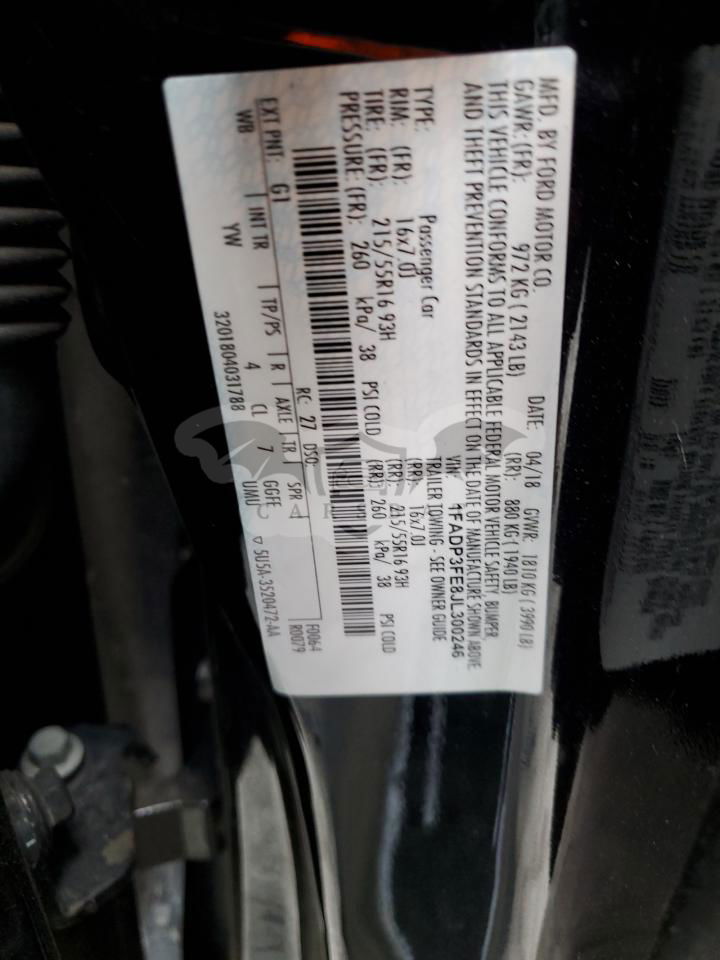 MFD. BY FORD MOTOR CO.
DATE: 04/18 GVWR: 1810 KG ( 3990 LB)
GAWR: (FR): 972 KG ( 2143 LB) (RR): 880 KG ( 1940 LB)
THIS VEHICLE CONFORMS TO ALL APPLICABLE FEDERAL MOTOR VEHICLE SAFETY, BUMPER,
AND THEFT PREVENTION STANDARDS IN EFFECT ON THE DATE OF MANUFACTURE SHOWN ABOVE
VIN: 1FADP3FE8JL300246
TYPE: Passenger Car TRAILER TOWING - SEE OWNER GUIDE
RIM: (FR): 16x7.0J (RR): 16x7.0J
TIRE: (FR): 215/55R16 93H (RR): 215/55R16 93H
PRESSURE: (FR): 260 kPa/ 38 PSI COLD (RR): 260 kPa/ 38 PSI COLD
F0064
R0079
RC: 27 DSO:
EXT PNT: G1 INT TR TP/PS R AXLE TR SPR
WB YW 4 CL 7 GGFE
UMU
3201804031788
5U5A-3520472-AA